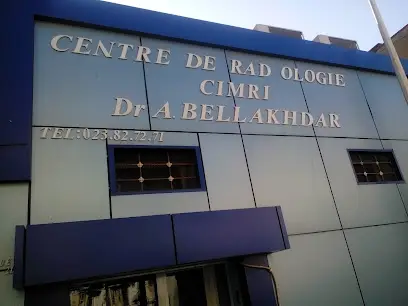 CENTRE DE RAD OLOGIE
CIMRI
Dr A.BELLAKHDAR
TEL:023.82.72.71